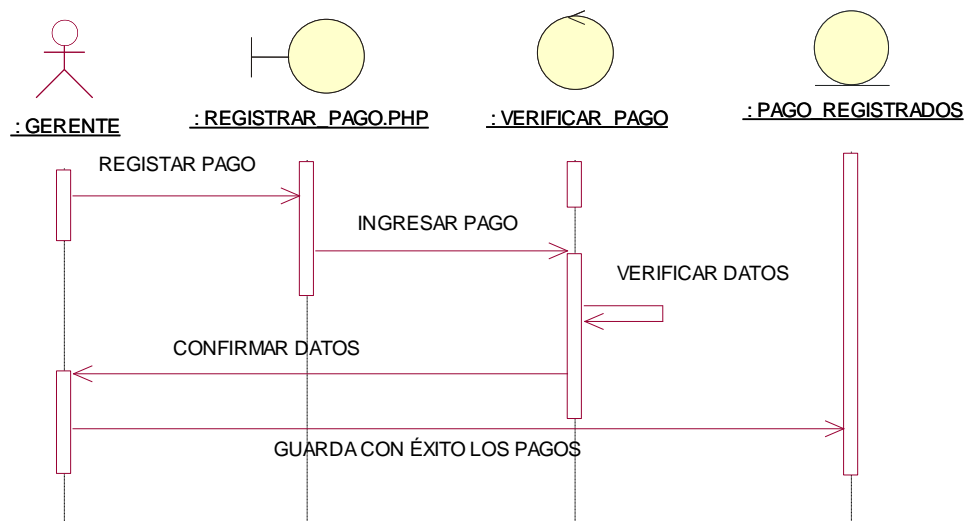 : GERENTE
: REGISTRAR_PAGO.PHP
: VERIFICAR_PAGO
: PAGO_REGISTRADOS
REGISTAR PAGO
INGRESAR PAGO
VERIFICAR DATOS
CONFIRMAR DATOS
GUARDA CON ÉXITO LOS PAGOS